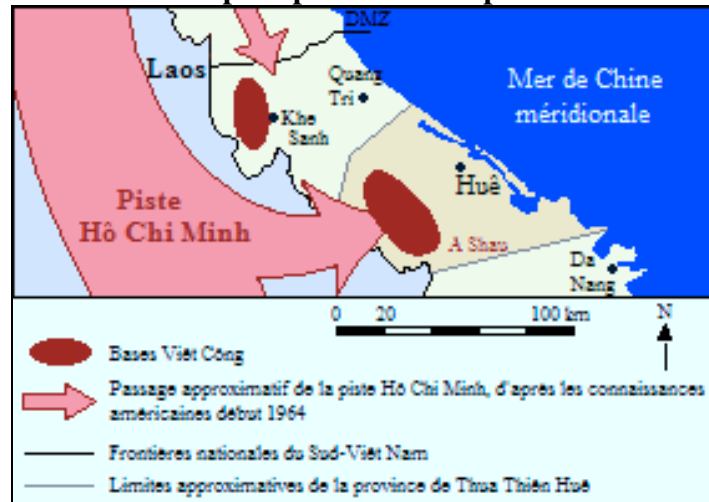 DMZ
Laos
Quang
Tri
Mer de Chine
méridionale
Khe
Sanh
Piste
Hô Chi Minh
Huê
A Shau
Da
Nang
0 20 100 km
N
Bases Viêt Công
Passage approximatif de la piste Hô Chi Minh, d'après les connaissances
américaines début 1964
Frontières nationales du Sud-Viêt Nam
Limites approximatives de la province de Thua Thiên Huê